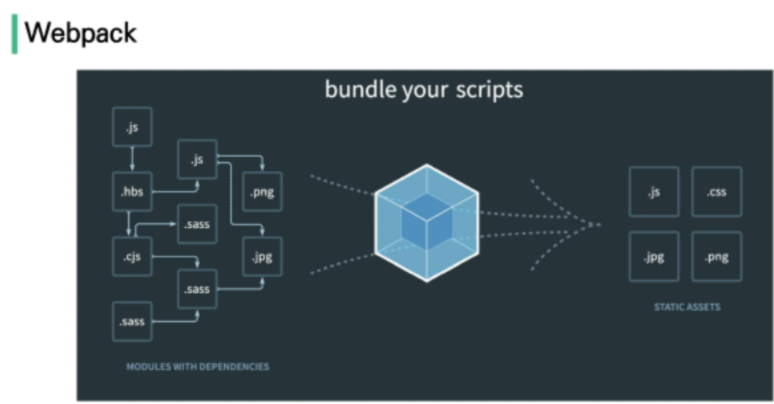 Webpack
bundle your scripts
.js
.js
.hbs
.png
.sass
.cjs
.jpg
.sass
.sass
MODULES WITH DEPENDENCIES
.js
.css
.jpg
.png
STATIC ASSETS